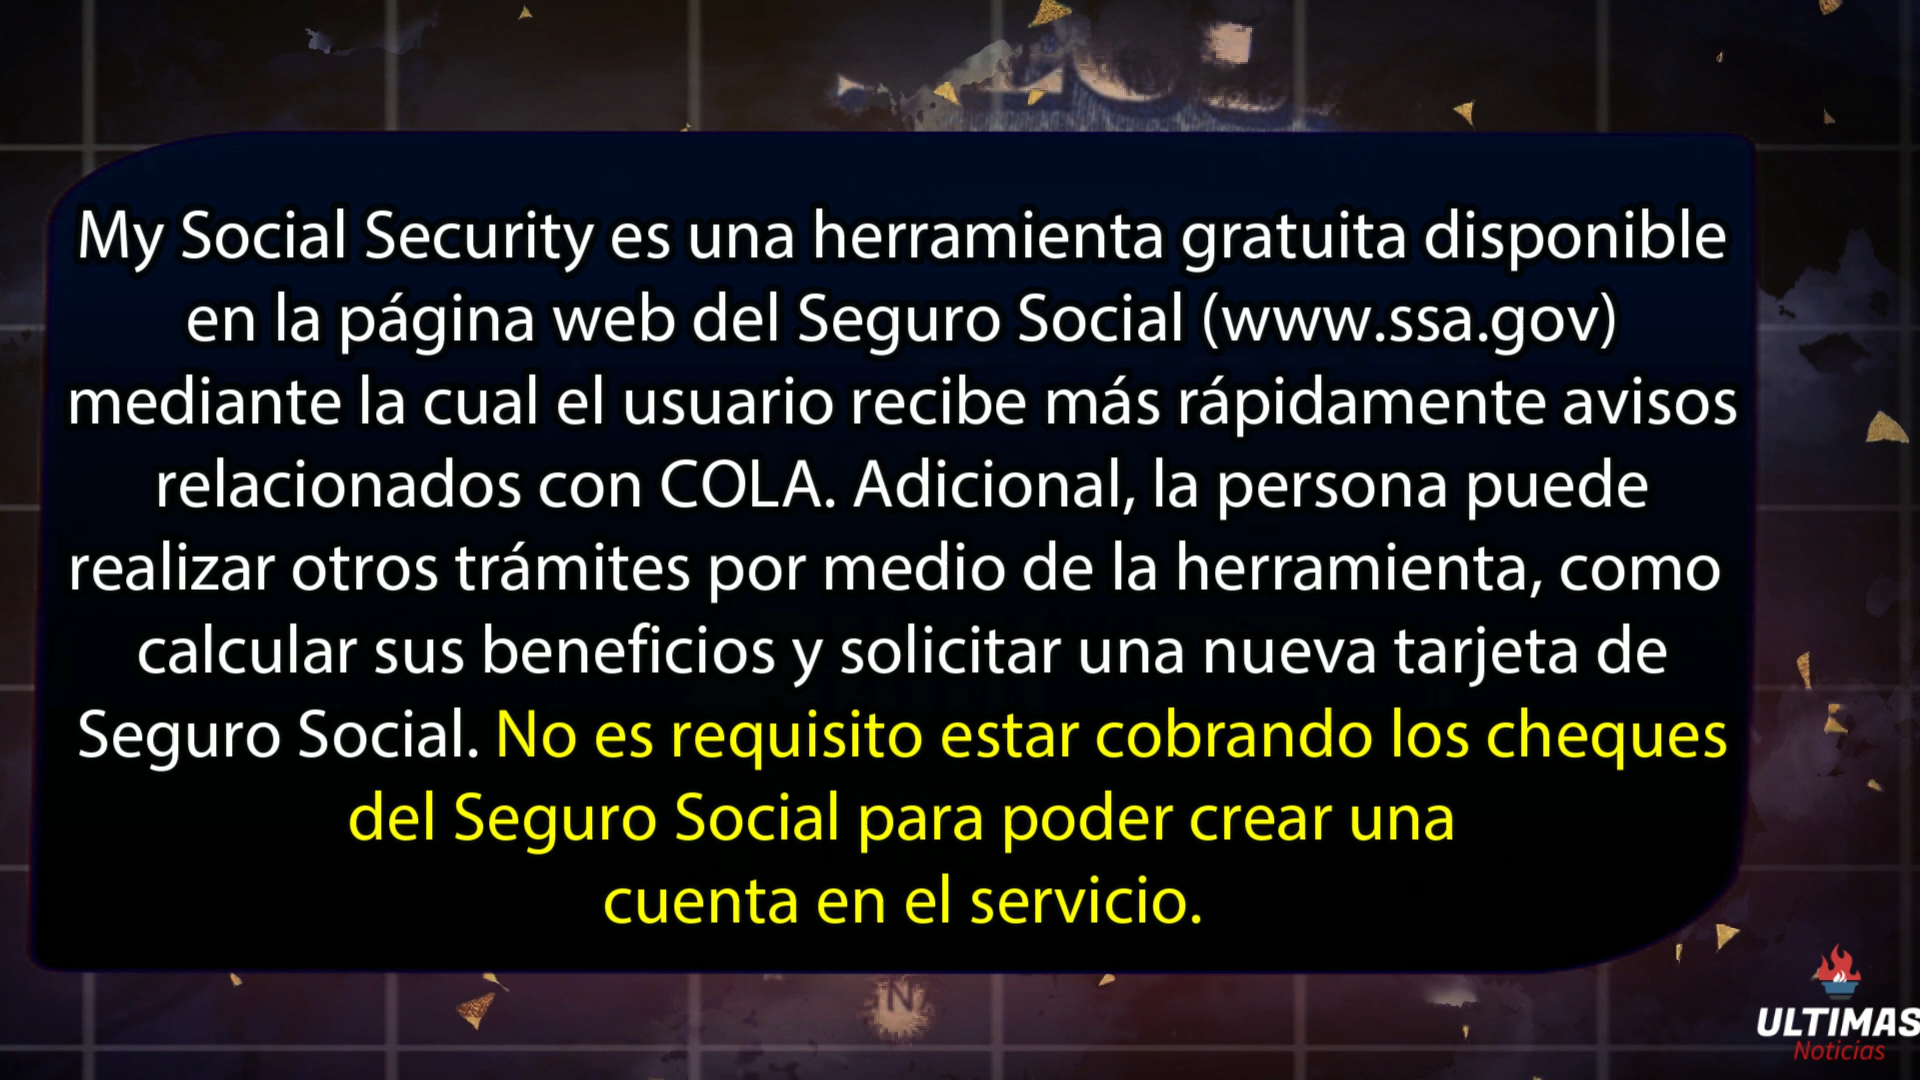 My Social Security es una herramienta gratuita disponible
en la página web del Seguro Social (www.ssa.gov)
mediante la cual el usuario recibe más rápidamente avisos
relacionados con COLA. Adicional, la persona puede
realizar otros trámites por medio de la herramienta, como
calcular sus beneficios y solicitar una nueva tarjeta de
Seguro Social. No es requisito estar cobrando los cheques
del Seguro Social para poder crear una
cuenta en el servicio.
ULTIMAS
Noticias